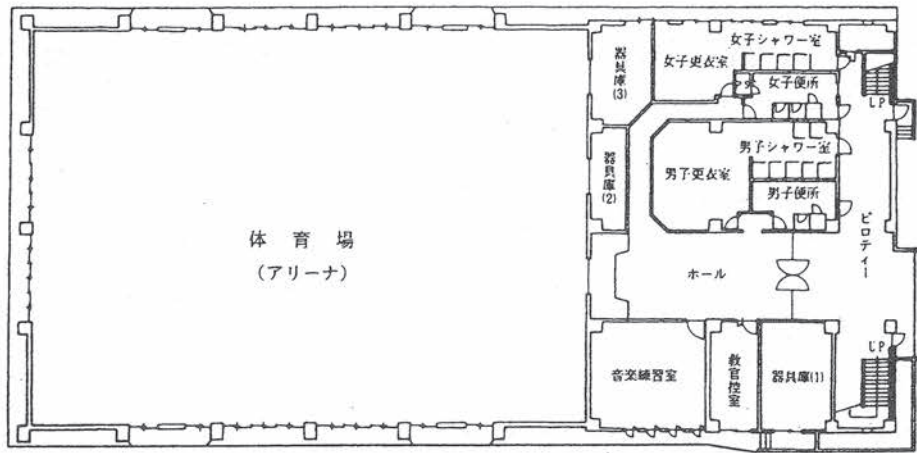 女子シャワー室
女子更衣室
器具庫
(3)
女子便所
UP
男子シャワー室
器具庫
(2)
男子更衣室
男子便所
ピロティー
体育場
(アリーナ)
ホール
UP
音楽練習室
教官控室
器具庫(1)